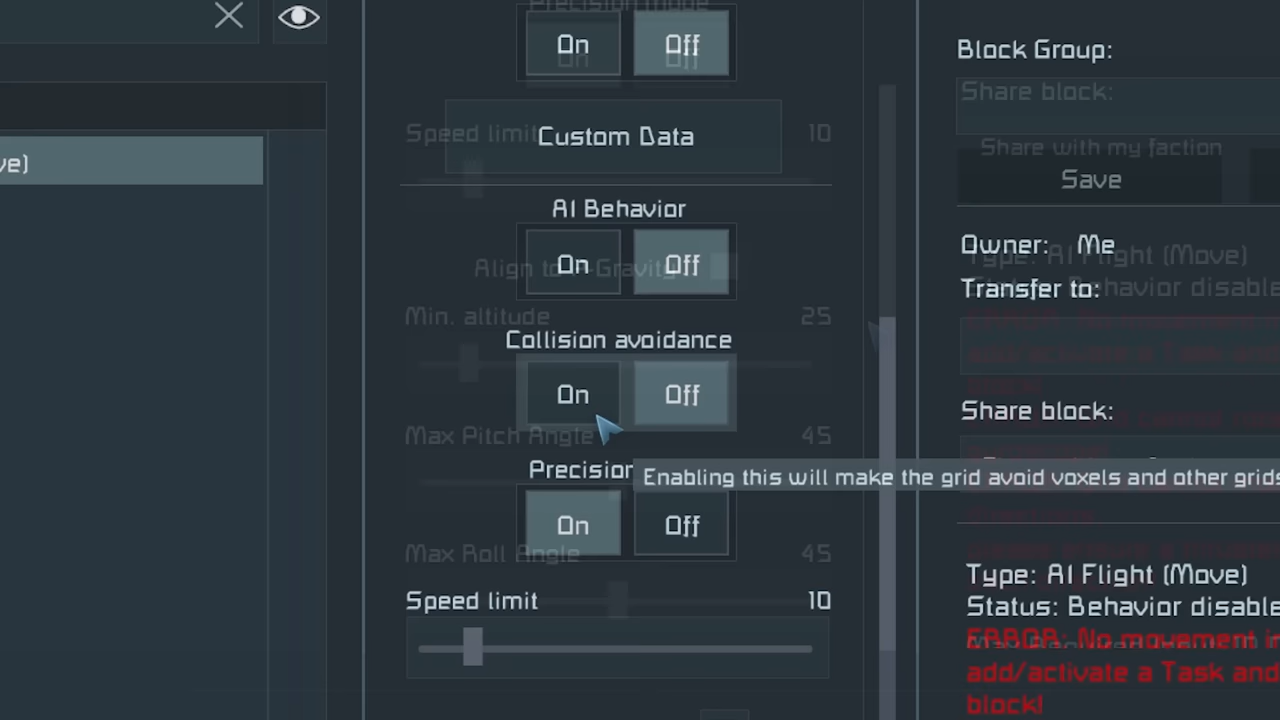 Precision mode
On Off
Block Group:
Share block:
Speed limit 10
Custom Data
Share with my faction
Save
ve)
AI Behavior
On Off
Owner: Me
Type: AI Flight (Move)
Align to P-Gravity
Transfer to:
Min. altitude 25
Collision avoidance
On Off
Share block:
Max Pitch Angle 45
Precision
Enabling this will make the grid avoid voxels and other grids
On Off
Max Roll Angle 45
Type: AI Flight (Move)
Speed limit 10
Status: Behavior disable
ERROR: No movement in
add/activate a Task and
block!